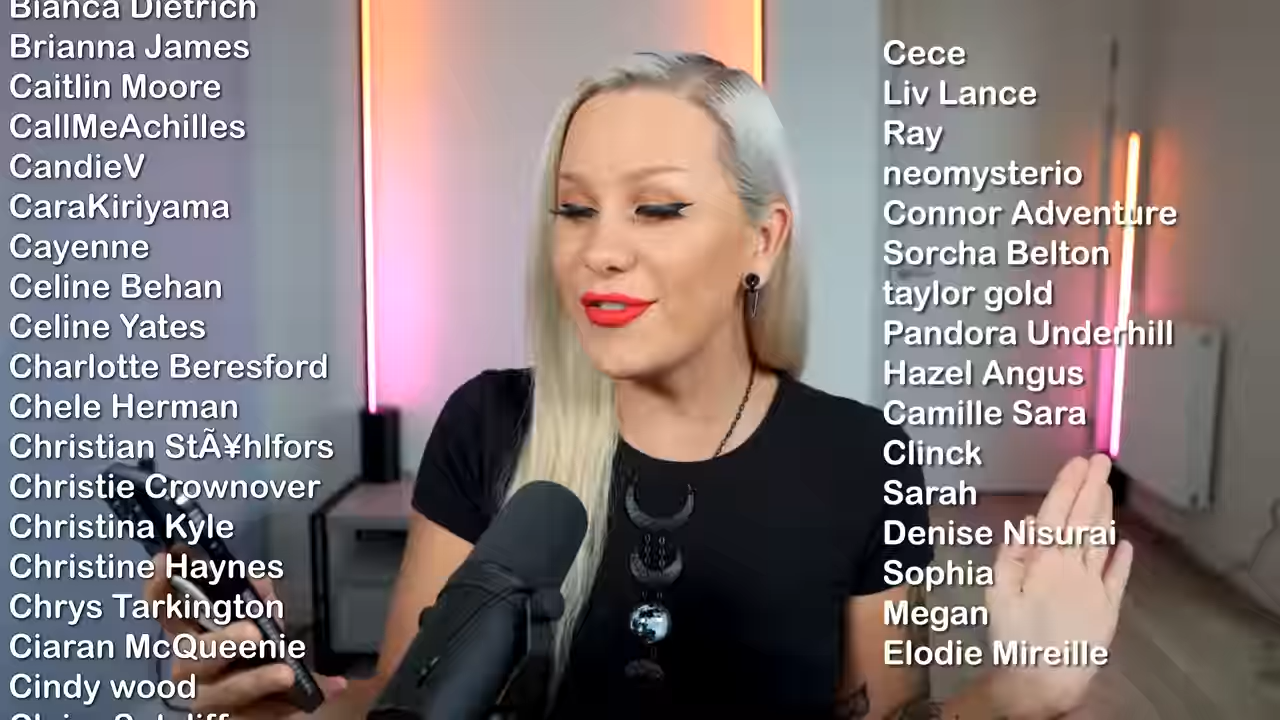 Bianca Dietrich
Brianna James
Caitlin Moore
CallMeAchilles
CandieV
CaraKiriyama
Cayenne
Celine Behan
Celine Yates
Charlotte Beresford
Chele Herman
Christian StÃ¥hlfors
Christie Crownover
Christina Kyle
Christine Haynes
Chrys Tarkington
Ciaran McQueenie
Cindy wood
Cece
Liv Lance
Ray
neomysterio
Connor Adventure
Sorcha Belton
taylor gold
Pandora Underhill
Hazel Angus
Camille Sara
Clinck
Sarah
Denise Nisurai
Sophia
Megan
Elodie Mireille